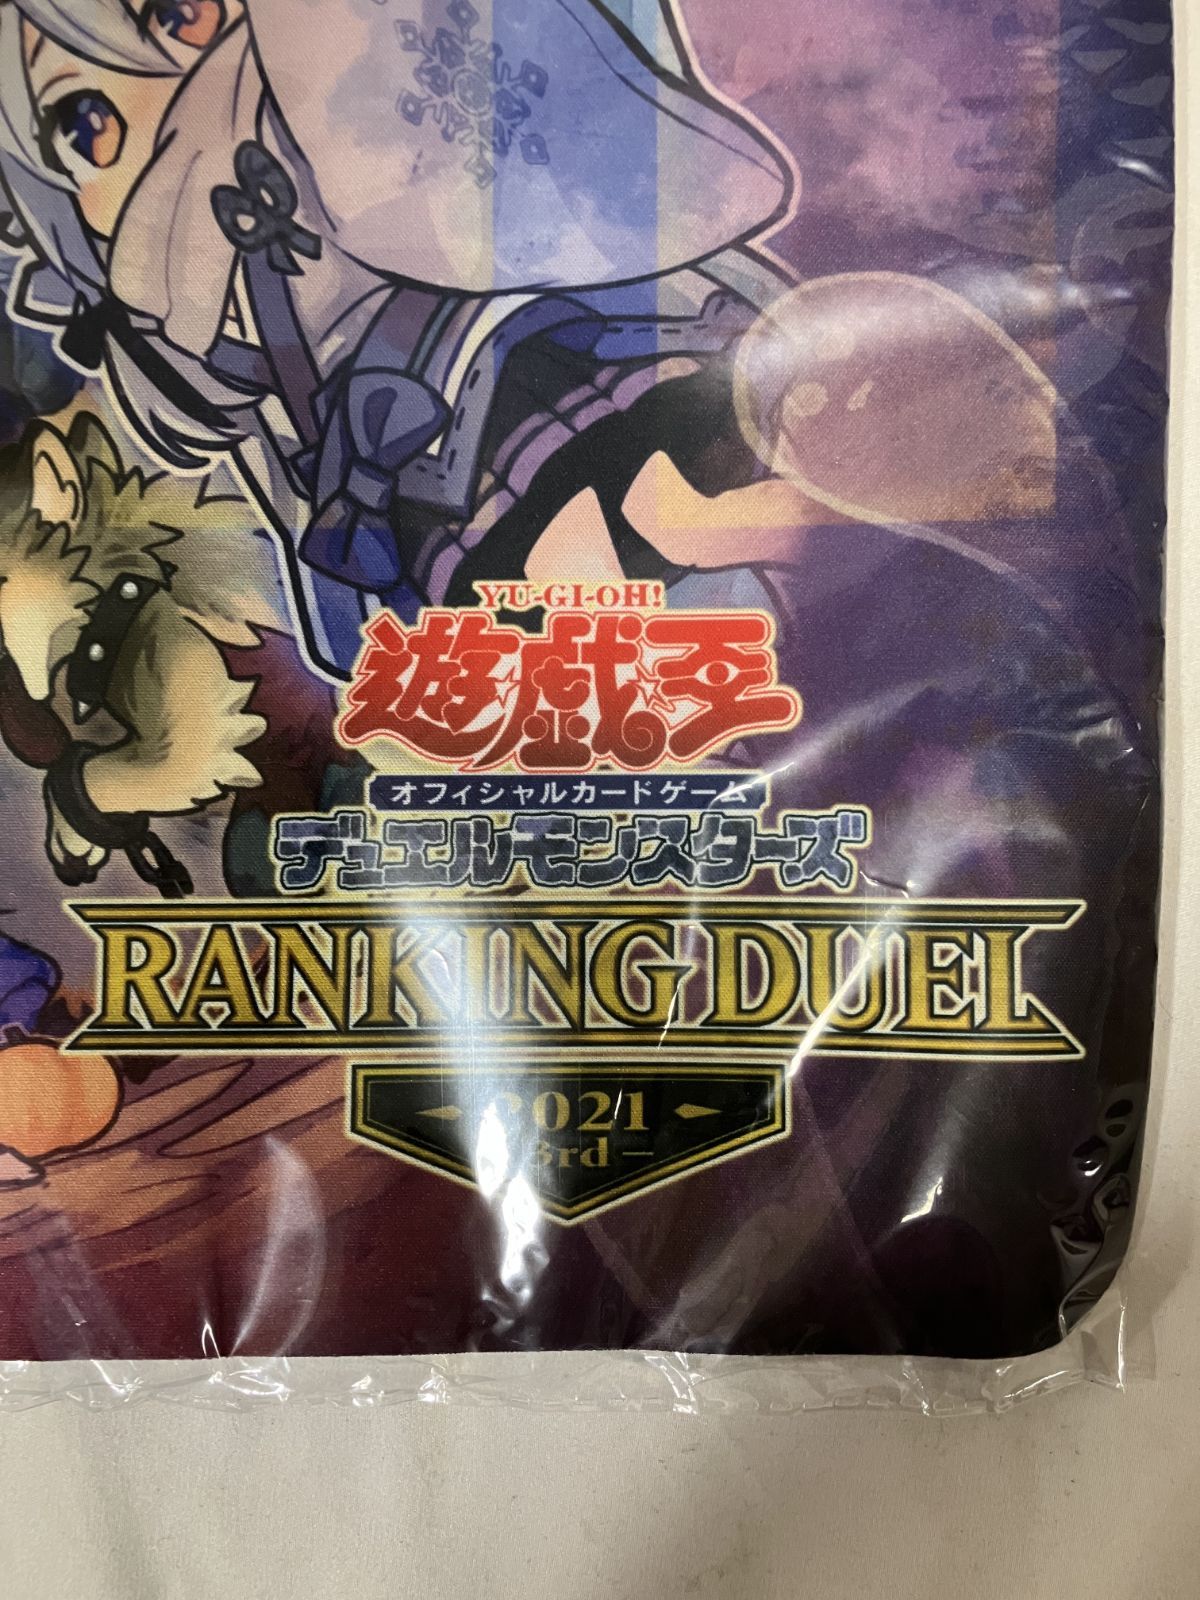 YU-GI-OH!
遊戯王
オフィシャルカードゲーム
デュエルモンスターズ
RANKING DUEL
2021
3rd